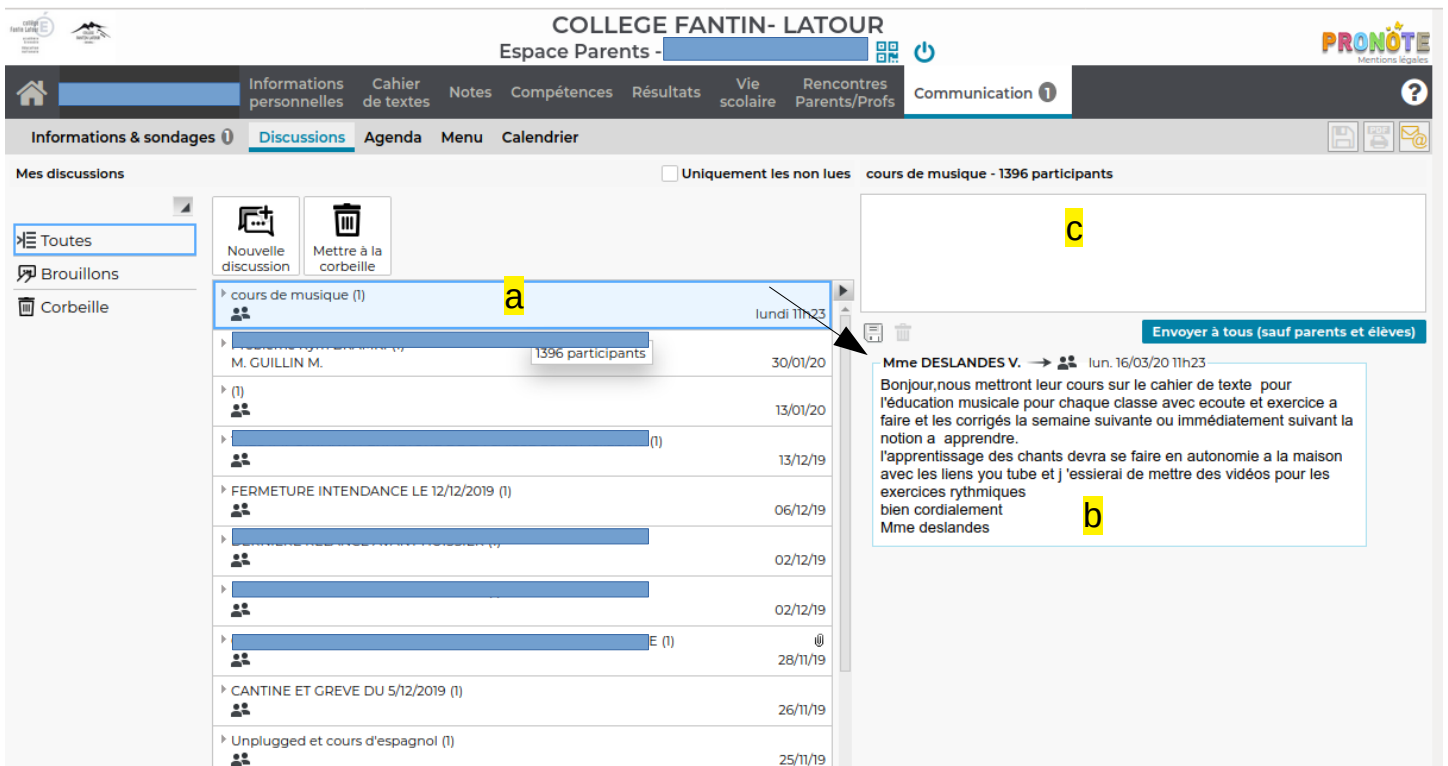 COLLEGE FANTIN- LATOUR
Espace Parents -
PRONOTE
Mentions légales
Informations personnelles
Cahier de textes
Notes
Compétences
Résultats
Vie scolaire
Rencontres Parents/Profs
Communication 1
?
Informations & sondages 1
Discussions
Agenda
Menu
Calendrier
PDF
Mes discussions
Uniquement les non lues
cours de musique - 1396 participants
Toutes
Brouillons
Corbeille
Nouvelle
discussion
Mettre à la
corbeille
cours de musique (1)
a
lundi 11h23
1396 participants
M. GUILLIN M.
30/01/20
(1)
13/01/20
(1)
13/12/19
FERMETURE INTENDANCE LE 12/12/2019 (1)
06/12/19
02/12/19
02/12/19
E (1)
28/11/19
CANTINE ET GREVE DU 5/12/2019 (1)
26/11/19
Unplugged et cours d'espagnol (1)
25/11/19
c
Envoyer à tous (sauf parents et élèves)
Mme DESLANDES V. lun. 16/03/20 11h23
Bonjour,nous mettront leur cours sur le cahier de texte pour
l'éducation musicale pour chaque classe avec ecoute et exercice a
faire et les corrigés la semaine suivante ou immédiatement suivant la
notion a apprendre.
l'apprentissage des chants devra se faire en autonomie a la maison
avec les liens you tube et j 'essierai de mettre des vidéos pour les
exercices rythmiques
bien cordialement
Mme deslandes
b